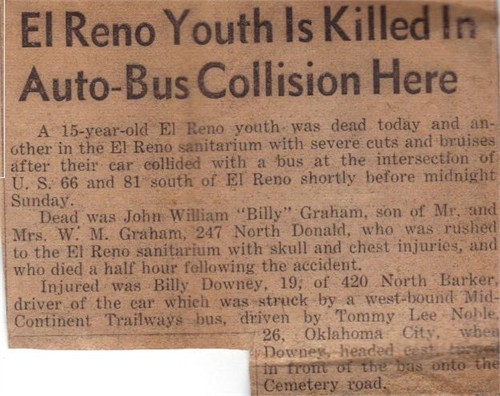 El Reno Youth Is Killed In
Auto-Bus Collision Here
A 15-year-old El Reno youth was dead today and an-
other in the El Reno sanitarium with severe cuts and bruises
after their car collided with a bus at the intersection of
U. S. 66 and 81 south of El Reno shortly before midnight
Sunday.
Dead was John William "Billy" Graham, son of Mr. and
Mrs. W. M. Graham, 247 North Donald, who was rushed
to the El Reno sanitarium with skull and chest injuries, and
who died a half hour following the accident.
Injured was Billy Downey, 19, of 420 North Barker,
driver of the car which was struck by a west-bound Mid-
Continent Trailways bus, driven by Tommy Lee Noble,
26, Oklahoma City, when
Downey, headed east
in front of the bus onto the
Cemetery road.